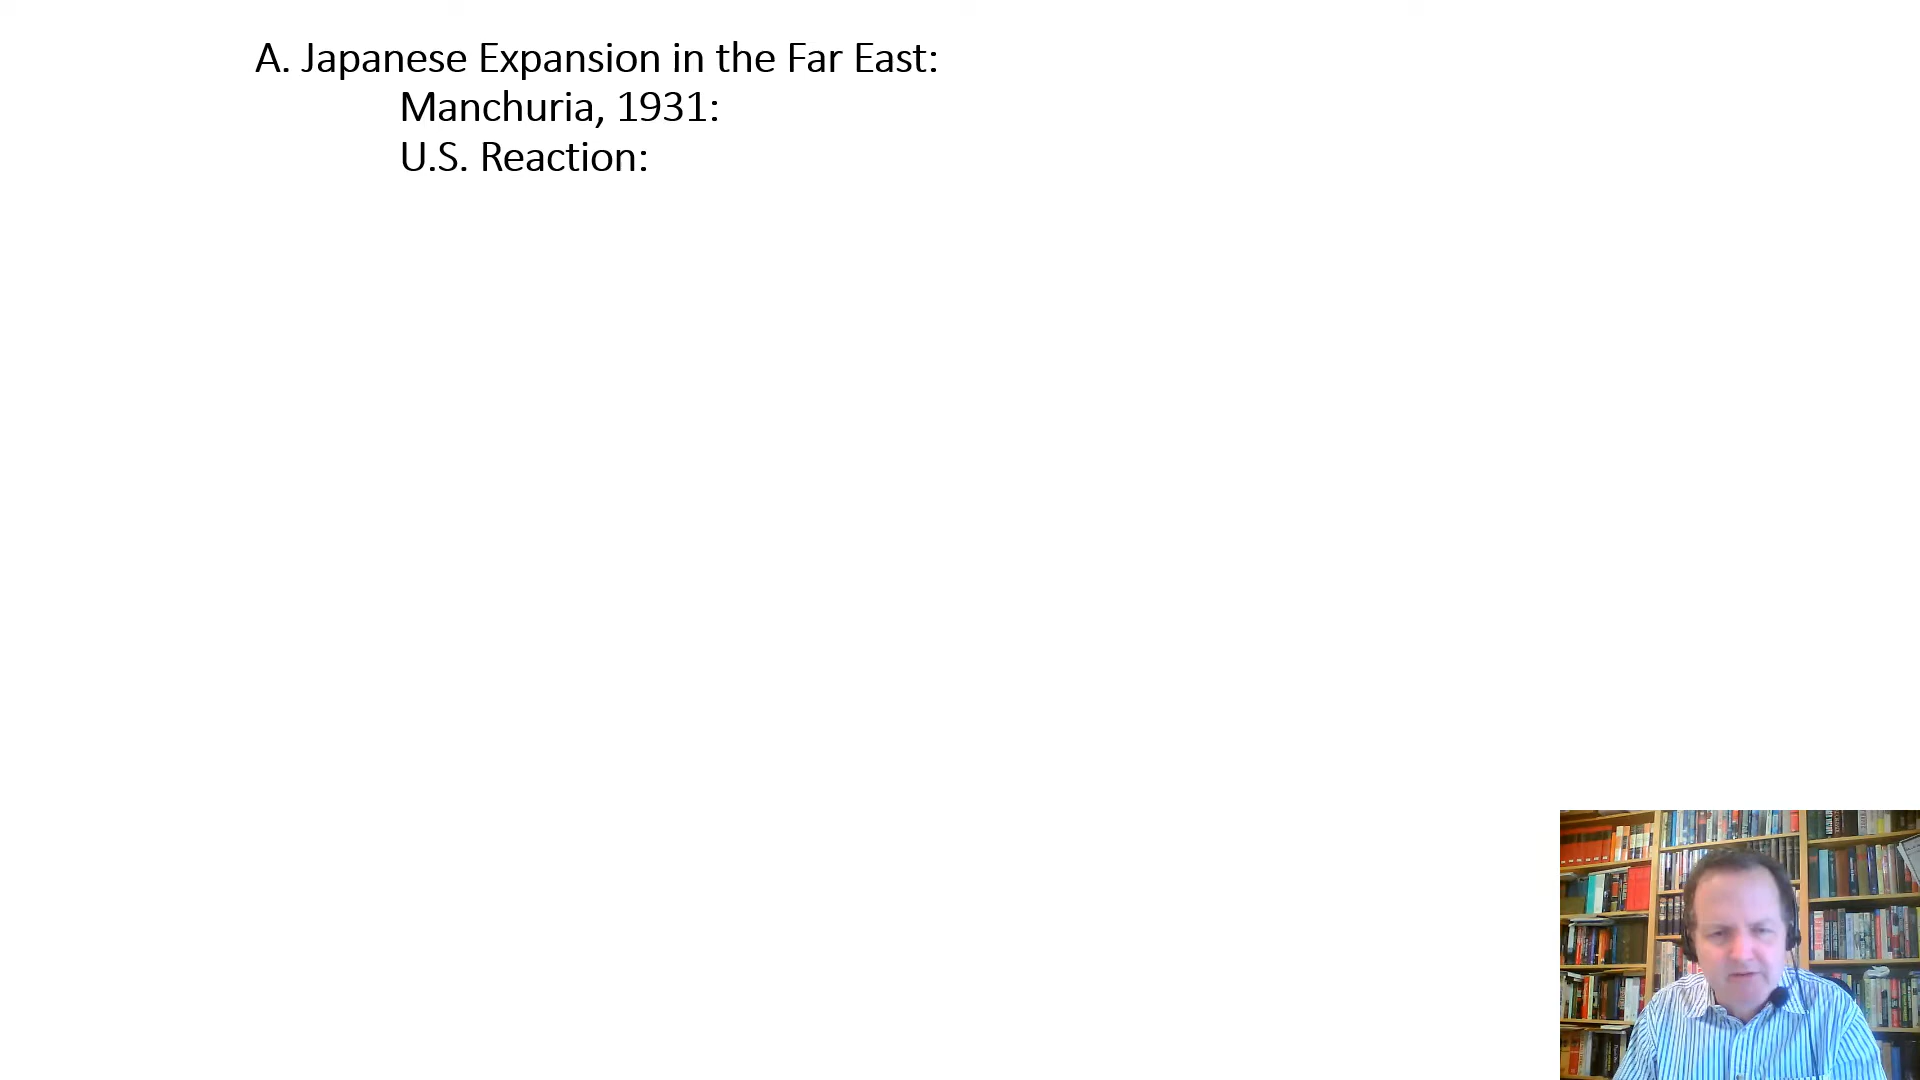 A. Japanese Expansion in the Far East:
Manchuria, 1931:
U.S. Reaction: